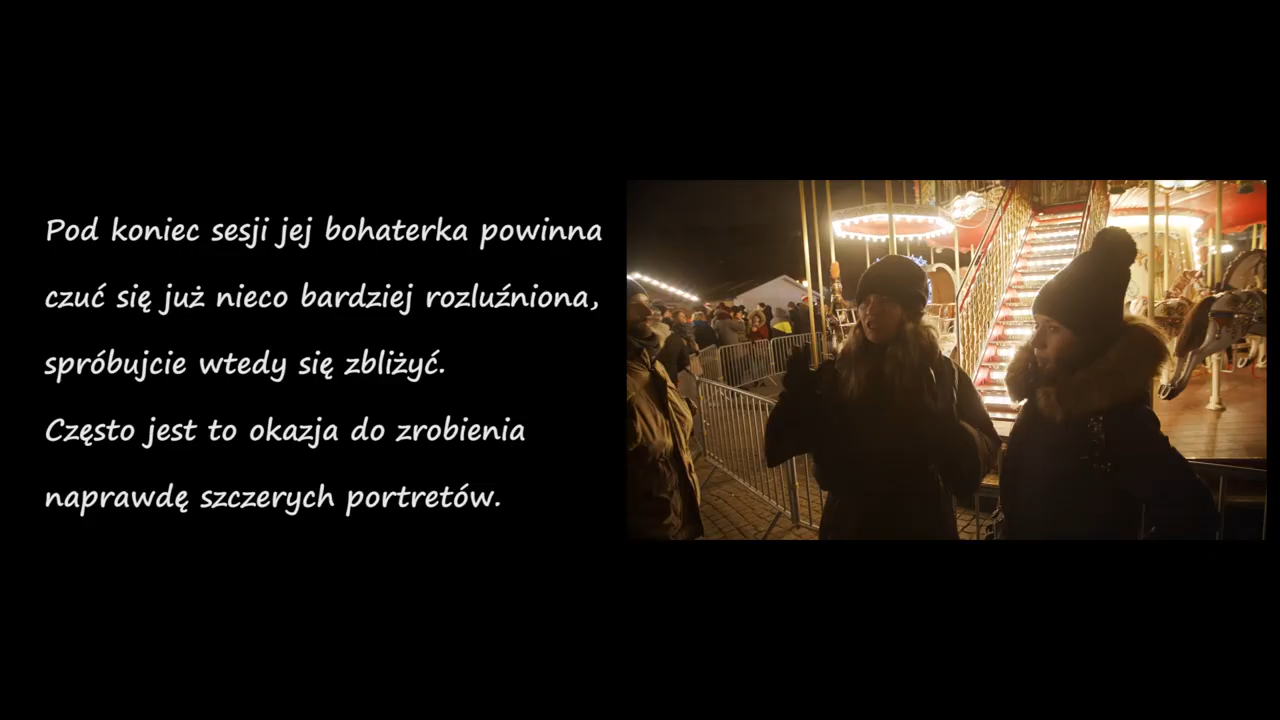 Pod koniec sesji jej bohaterka powinna
czuć się już nieco bardziej rozluźniona,
spróbujcie wtedy się zbliżyć.
Często jest to okazja do zrobienia
naprawdę szczerych portretów.